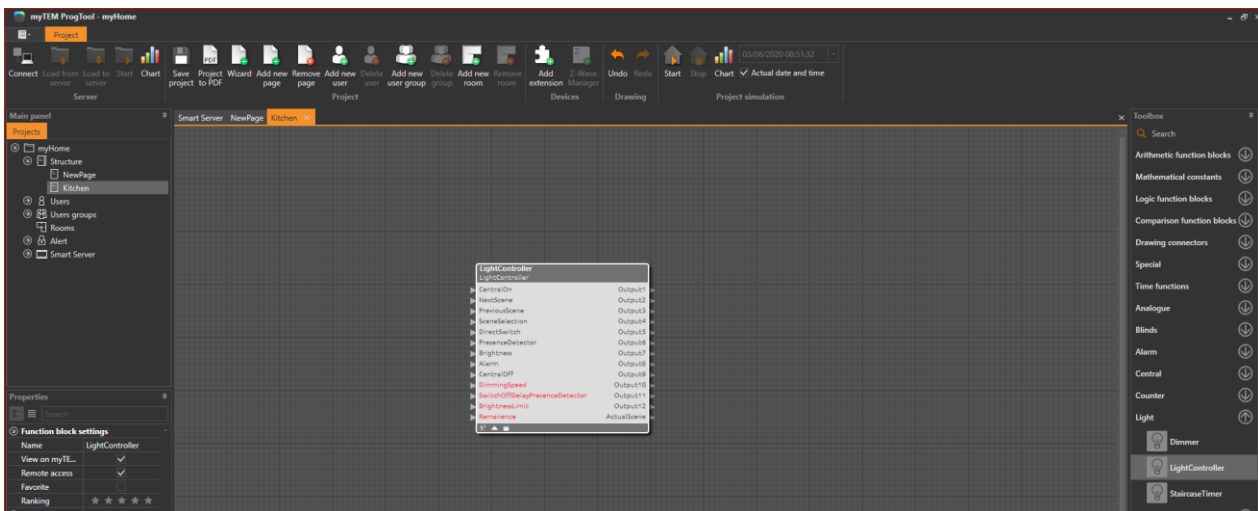 myTEM ProgTool - myHome
Project
Connect Load from server Load to server Start Chart
Save project Project to PDF Wizard Add new page Remove page Add new user Delete user Add new user group Delete group Add new room Remove room
Add extension Z-Wave Manager
Undo Redo
Start Stop Chart 03/06/2020 08:51:32
Actual date and time
Server Project Devices Drawing Project simulation
Main panel
Projects
myHome
Structure
NewPage
Kitchen
Users
Users groups
Rooms
Alert
Smart Server
Properties
Search
Function block settings
Name LightController
View on myTE...
Remote access
Favorite
Ranking
Smart Server NewPage Kitchen
LightController
LightController
CentralOn Output1
NextScene Output2
PreviousScene Output3
SceneSelection Output4
DirectSwitch Output5
PresenceDetector Output6
Brightness Output7
Alarm Output8
CentralOff Output9
DimmingSpeed Output10
SwitchOffDelayPresenceDetector Output11
BrightnessLimit Output12
Remanence ActualScene
Toolbox
Search
Arithmetic function blocks
Mathematical constants
Logic function blocks
Comparison function blocks
Drawing connectors
Special
Time functions
Analogue
Blinds
Alarm
Central
Counter
Light
Dimmer
LightController
StaircaseTimer